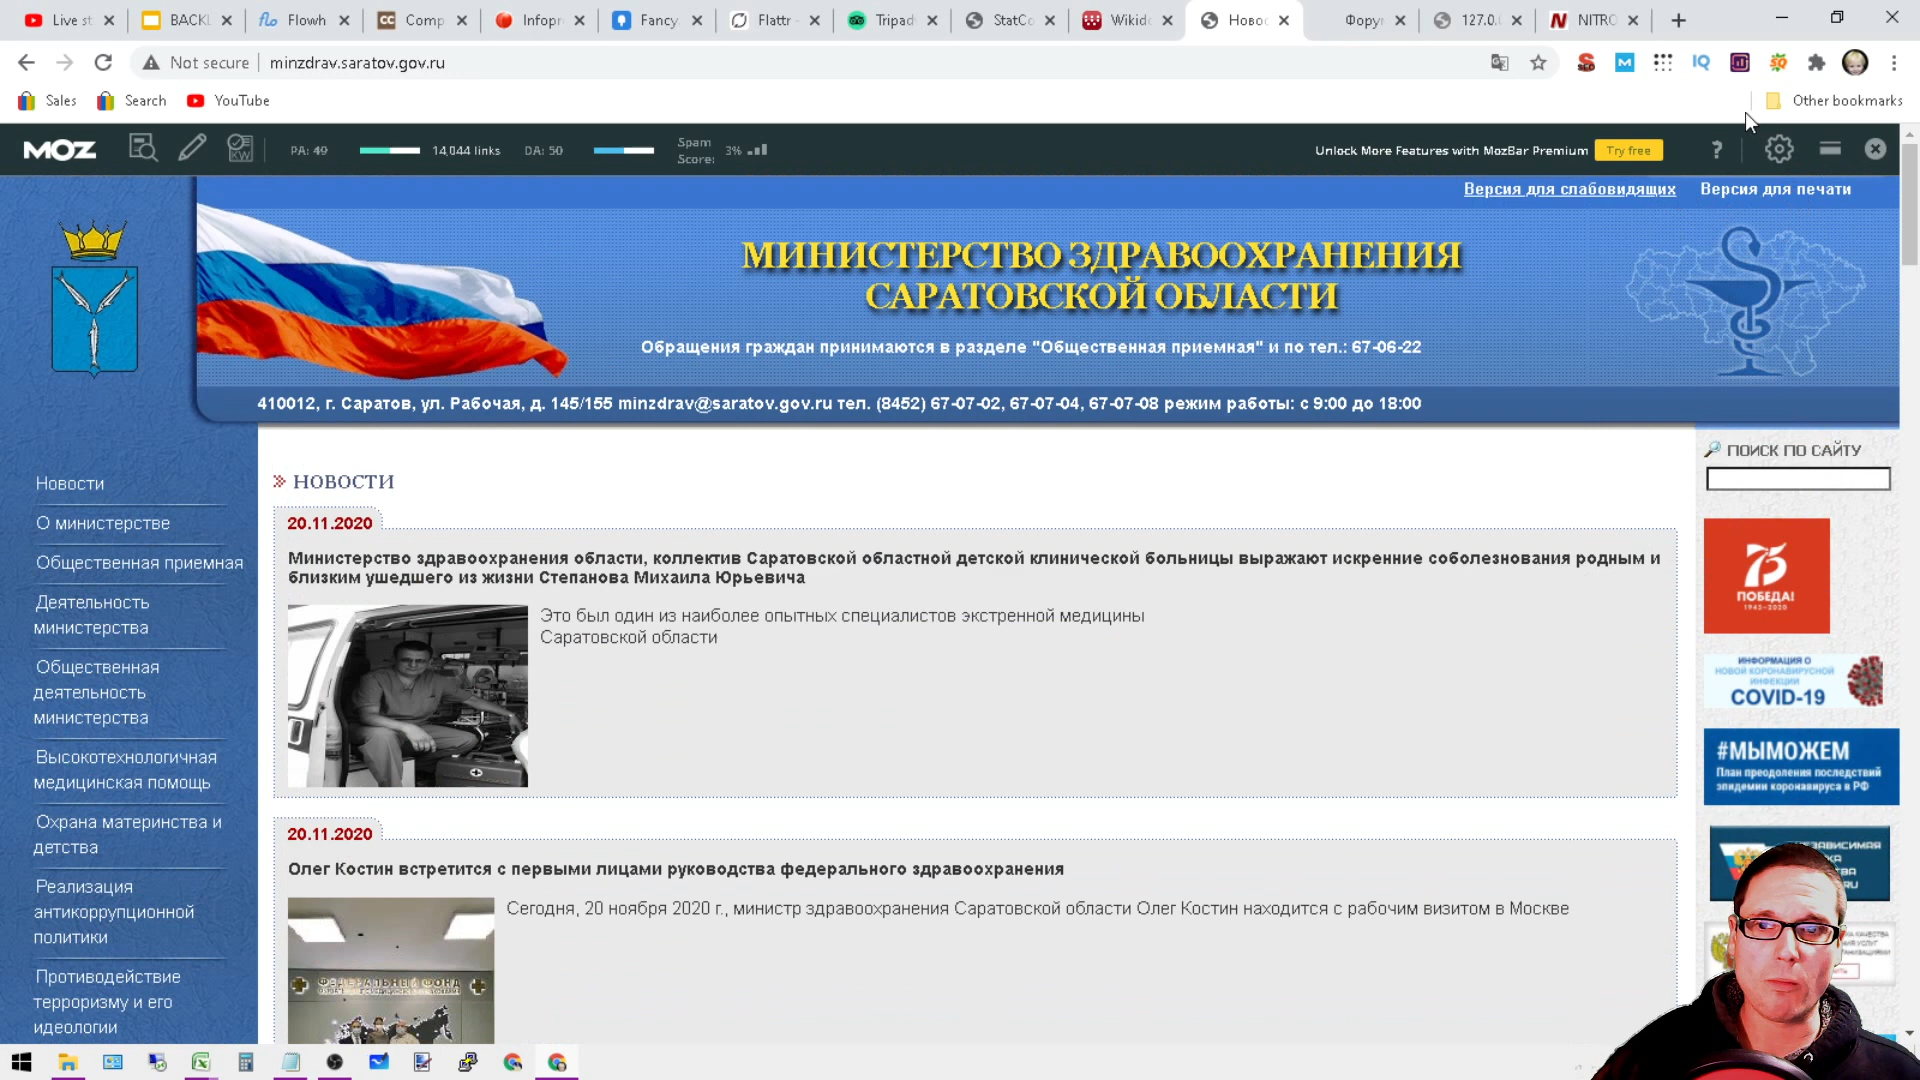 Live st
BACKL
Flowh
Comp
Infopr
Fancy
Flattr -
Tripad
StatCo
Wikid
Ново
Фору
127.0.
NITRO
Not secure
minzdrav.saratov.gov.ru
Sales
Search
YouTube
Other bookmarks
MOZ
PA: 49
14,044 links
DA: 50
Spam
Score:
3%
Unlock More Features with MozBar Premium
Try free
Версия для слабовидящих
Версия для печати
МИНИСТЕРСТВО ЗДРАВООХРАНЕНИЯ
САРАТОВСКОЙ ОБЛАСТИ
Обращения граждан принимаются в разделе "Общественная приемная" и по тел.: 67-06-22
410012, г. Саратов, ул. Рабочая, д. 145/155 minzdrav@saratov.gov.ru тел. (8452) 67-07-02, 67-07-04, 67-07-08 режим работы: с 9:00 до 18:00
Новости
О министерстве
Общественная приемная
Деятельность
министерства
Общественная
деятельность
министерства
Высокотехнологичная
медицинская помощь
Охрана материнства и
детства
Реализация
антикоррупционной
политики
Противодействие
терроризму и его
идеологии
НОВОСТИ
20.11.2020
Министерство здравоохранения области, коллектив Саратовской областной детской клинической больницы выражают искренние соболезнования родным и
близким ушедшего из жизни Степанова Михаила Юрьевича
Это был один из наиболее опытных специалистов экстренной медицины
Саратовской области
20.11.2020
Олег Костин встретится с первыми лицами руководства федерального здравоохранения
Сегодня, 20 ноября 2020 г., министр здравоохранения Саратовской области Олег Костин находится с рабочим визитом в Москве
ФЕДЕРАЛЬНЫЙ ФОНД
ПОИСК ПО САЙТУ
75
ПОБЕДА!
1945-2020
ИНФОРМАЦИЯ О
НОВОЙ КОРОНАВИРУСНОЙ
ИНФЕКЦИИ
COVID-19
#МЫМОЖЕМ
План преодоления последствий
эпидемии коронавируса в РФ